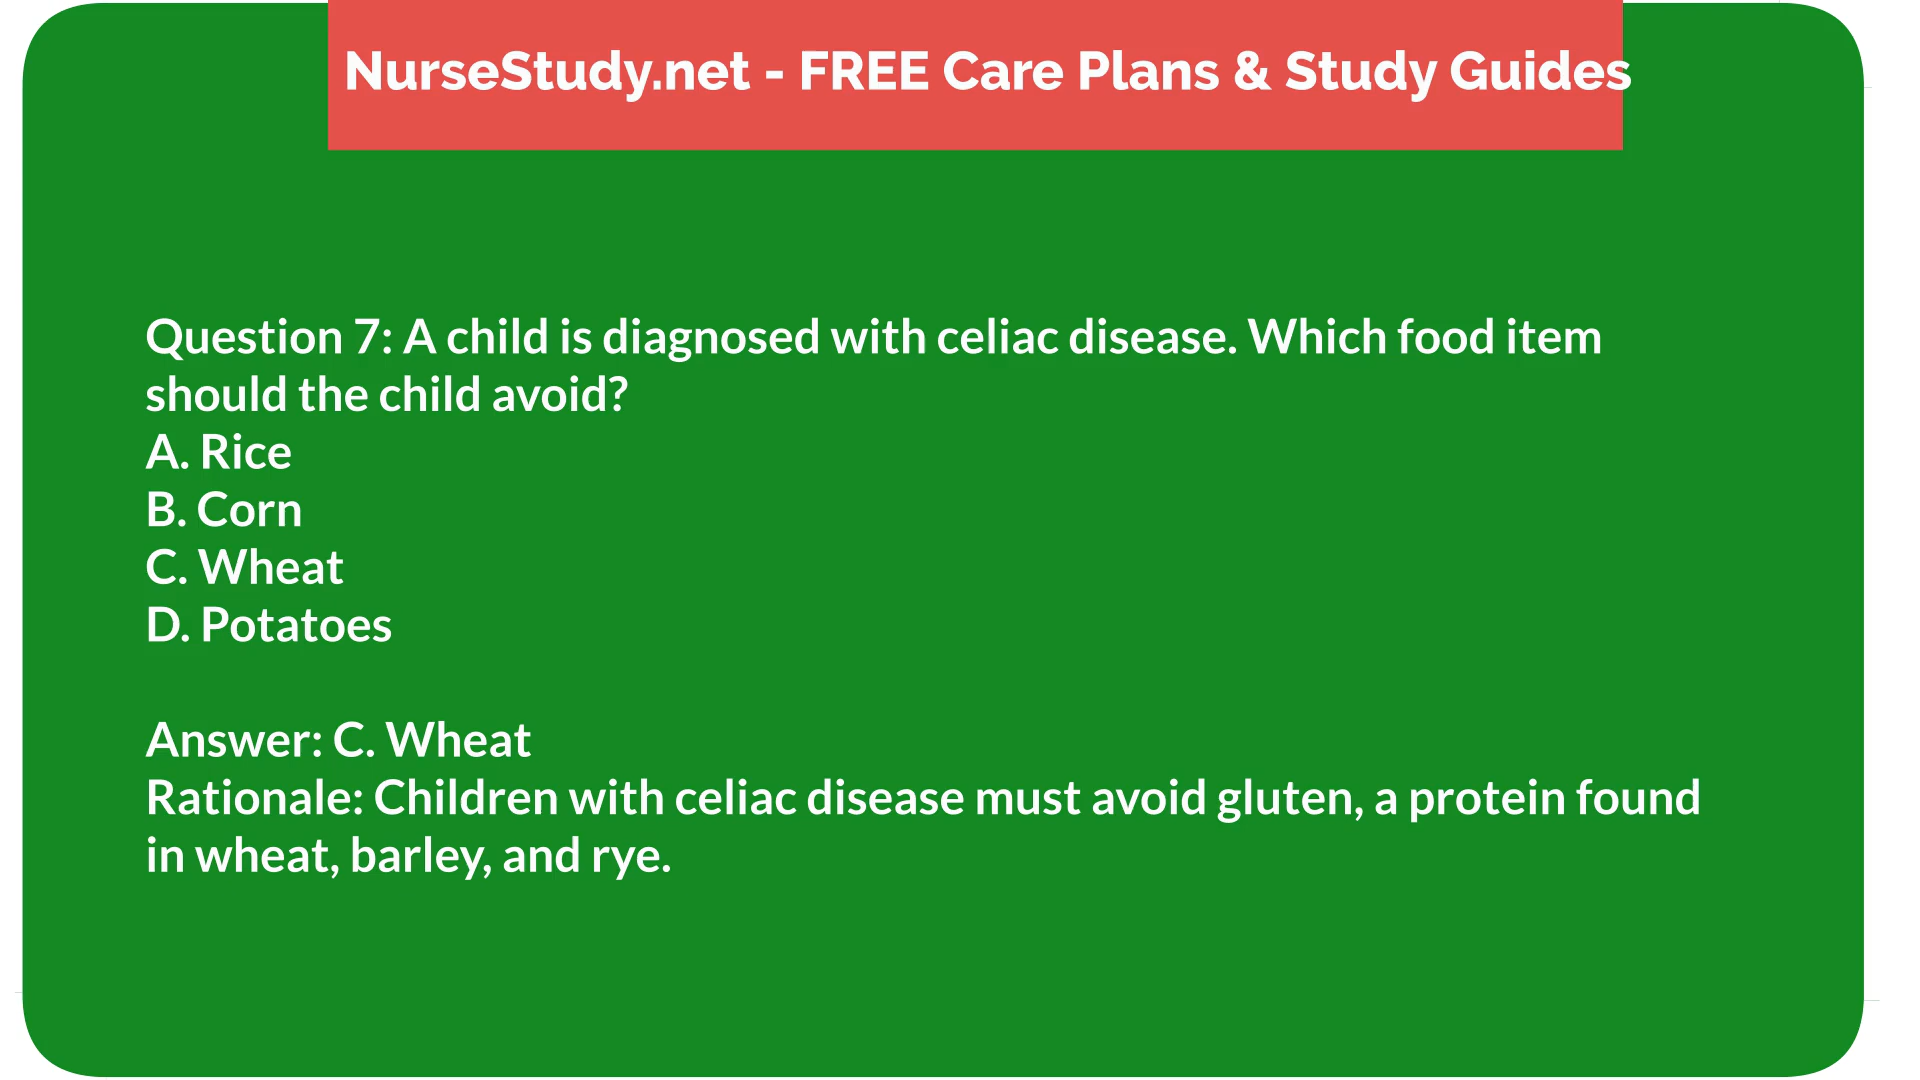 NurseStudy.net - FREE Care Plans & Study Guides
Question 7: A child is diagnosed with celiac disease. Which food item
should the child avoid?
A. Rice
B. Corn
C. Wheat
D. Potatoes
Answer: C. Wheat
Rationale: Children with celiac disease must avoid gluten, a protein found
in wheat, barley, and rye.